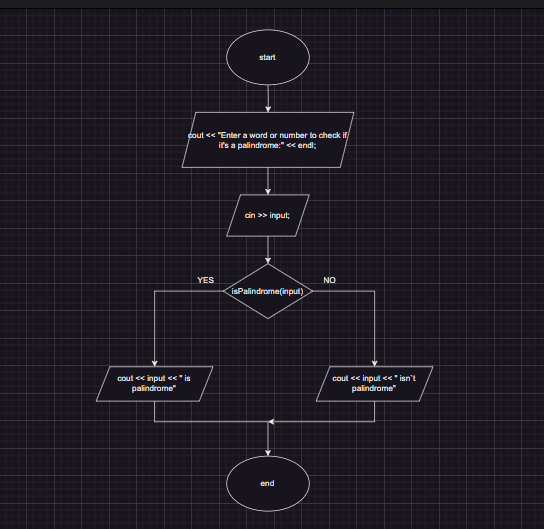 start
cout << "Enter a word or number to check if
it's a palindrome:" << endl;
cin >> input;
YES
NO
isPalindrome(input)
cout << input << " is
palindrome"
cout << input << " isn`t
palindrome"
end